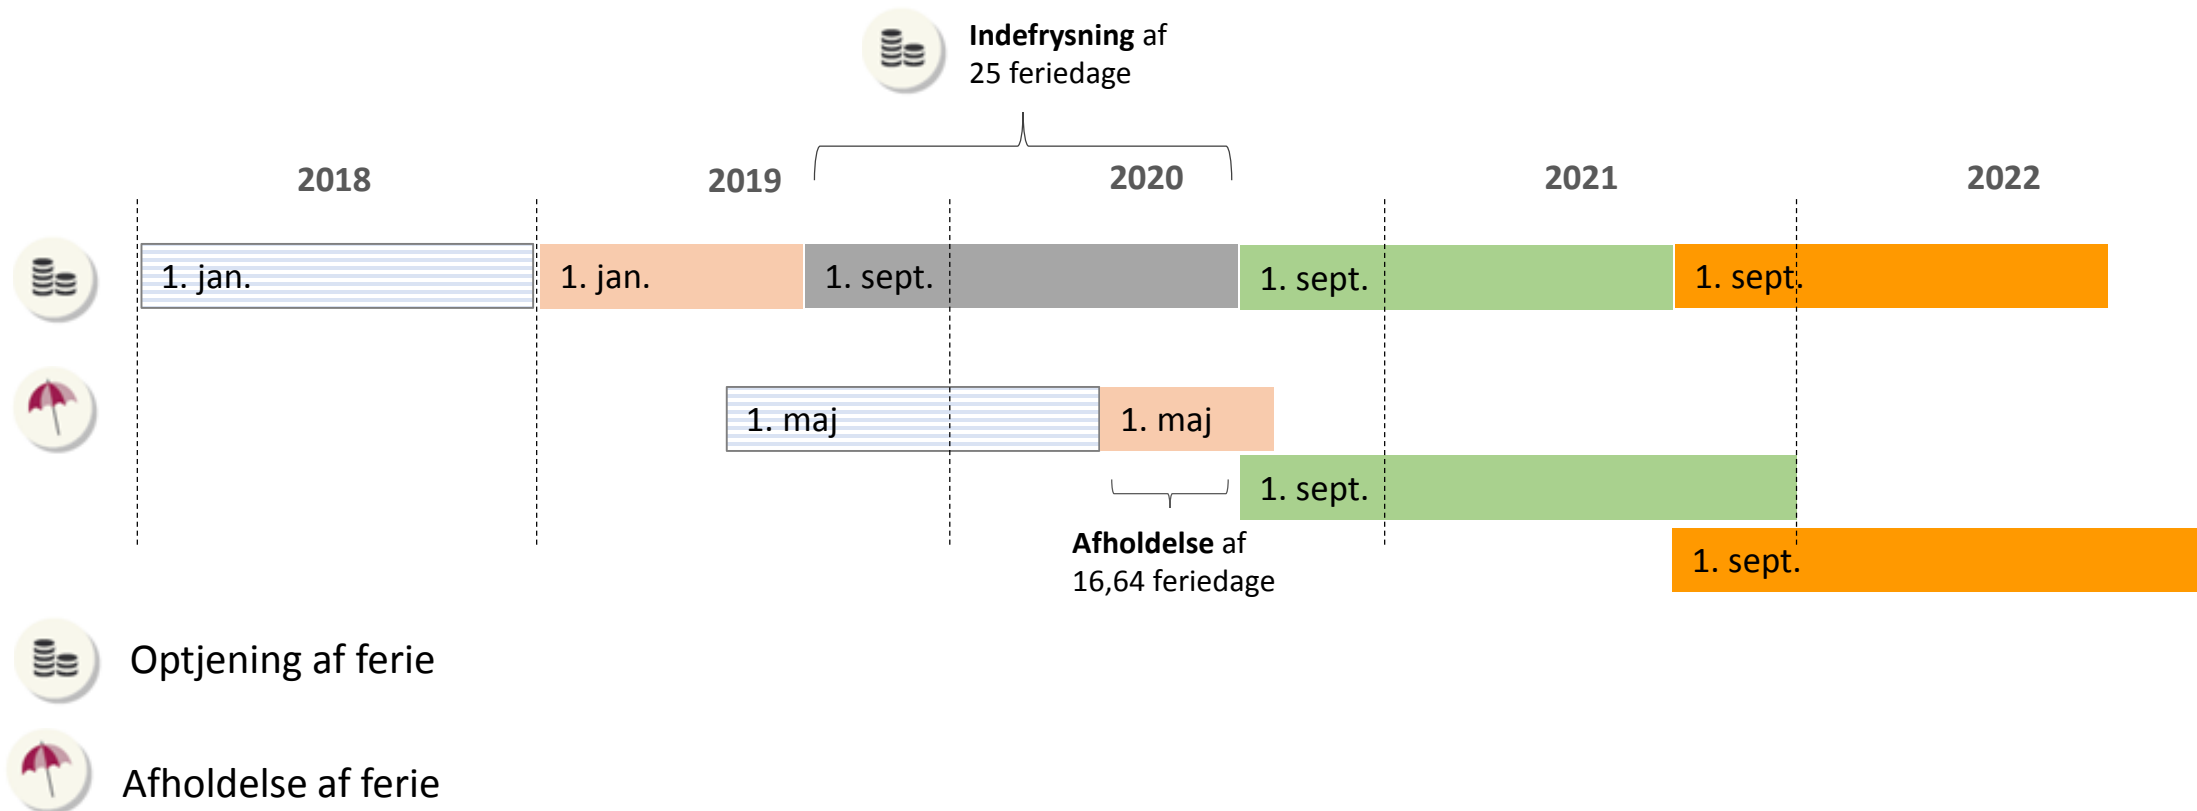 Indefrysning af
25 feriedage
2018
2019
2020
2021
2022
1. jan.
1. jan.
1. sept.
1. sept.
1. sept.
1. maj
1. maj
1. sept.
Afholdelse af
16,64 feriedage
1. sept.
Optjening af ferie
Afholdelse af ferie